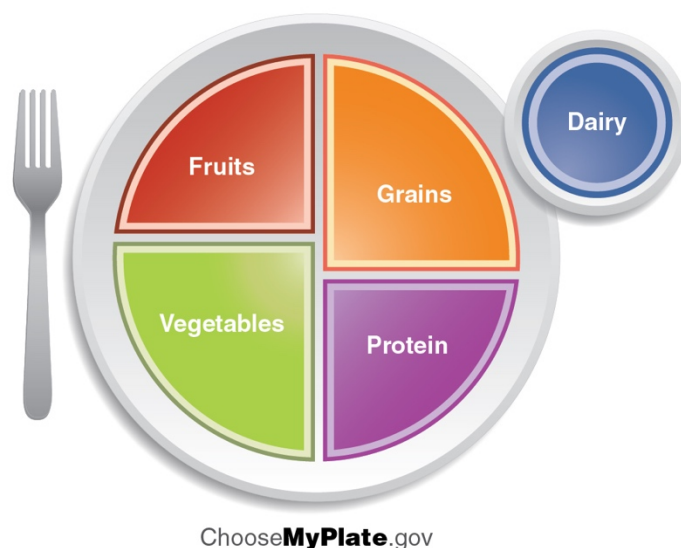 Fruits
Grains
Dairy
Vegetables
Protein
ChooseMyPlate.gov